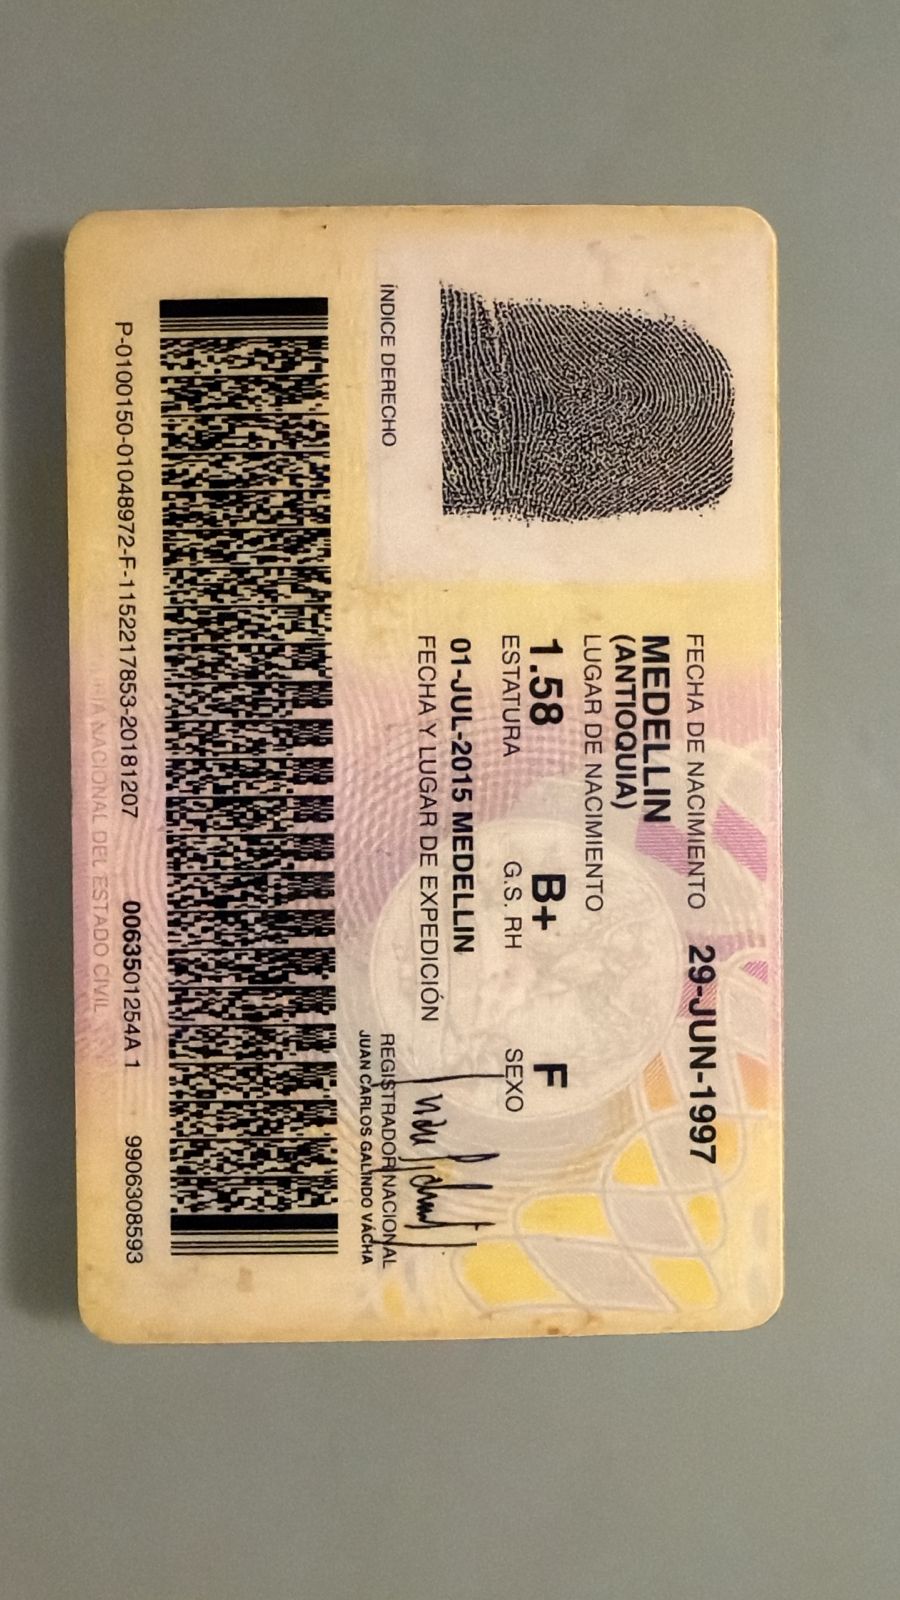 FECHA DE NACIMIENTO 29-JUN-1997
MEDELLIN
(ANTIOQUIA)
LUGAR DE NACIMIENTO
1.58 B+ F
ESTATURA G.S. RH SEXO
01-JUL-2015 MEDELLIN
FECHA Y LUGAR DE EXPEDICIÓN
ÍNDICE DERECHO
REGISTRADOR NACIONAL
JUAN CARLOS GALINDO VÁCHA
P-0100150-01048972-F-1152217853-20181207 0063501254A 1 9906308593
NACIONAL DEL ESTADO CIVIL